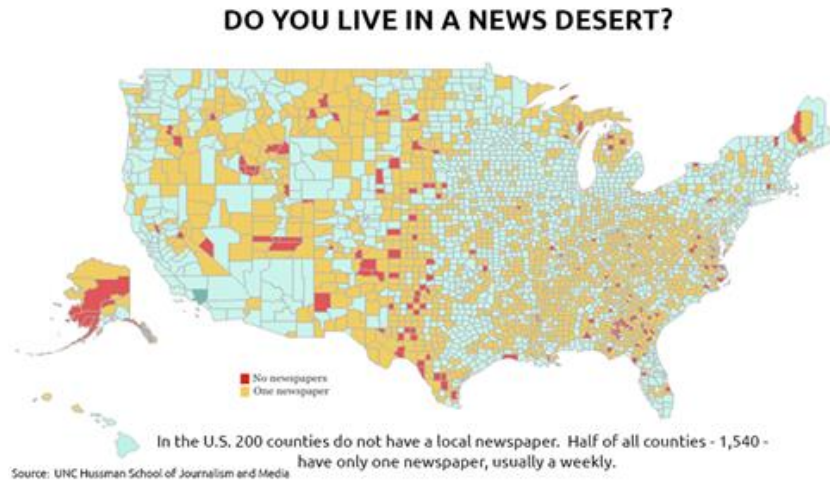 DO YOU LIVE IN A NEWS DESERT?
No newspapers
One newspaper
In the U.S. 200 counties do not have a local newspaper. Half of all counties - 1,540 -
have only one newspaper, usually a weekly.
Source: UNC Hussman School of Journalism and Media